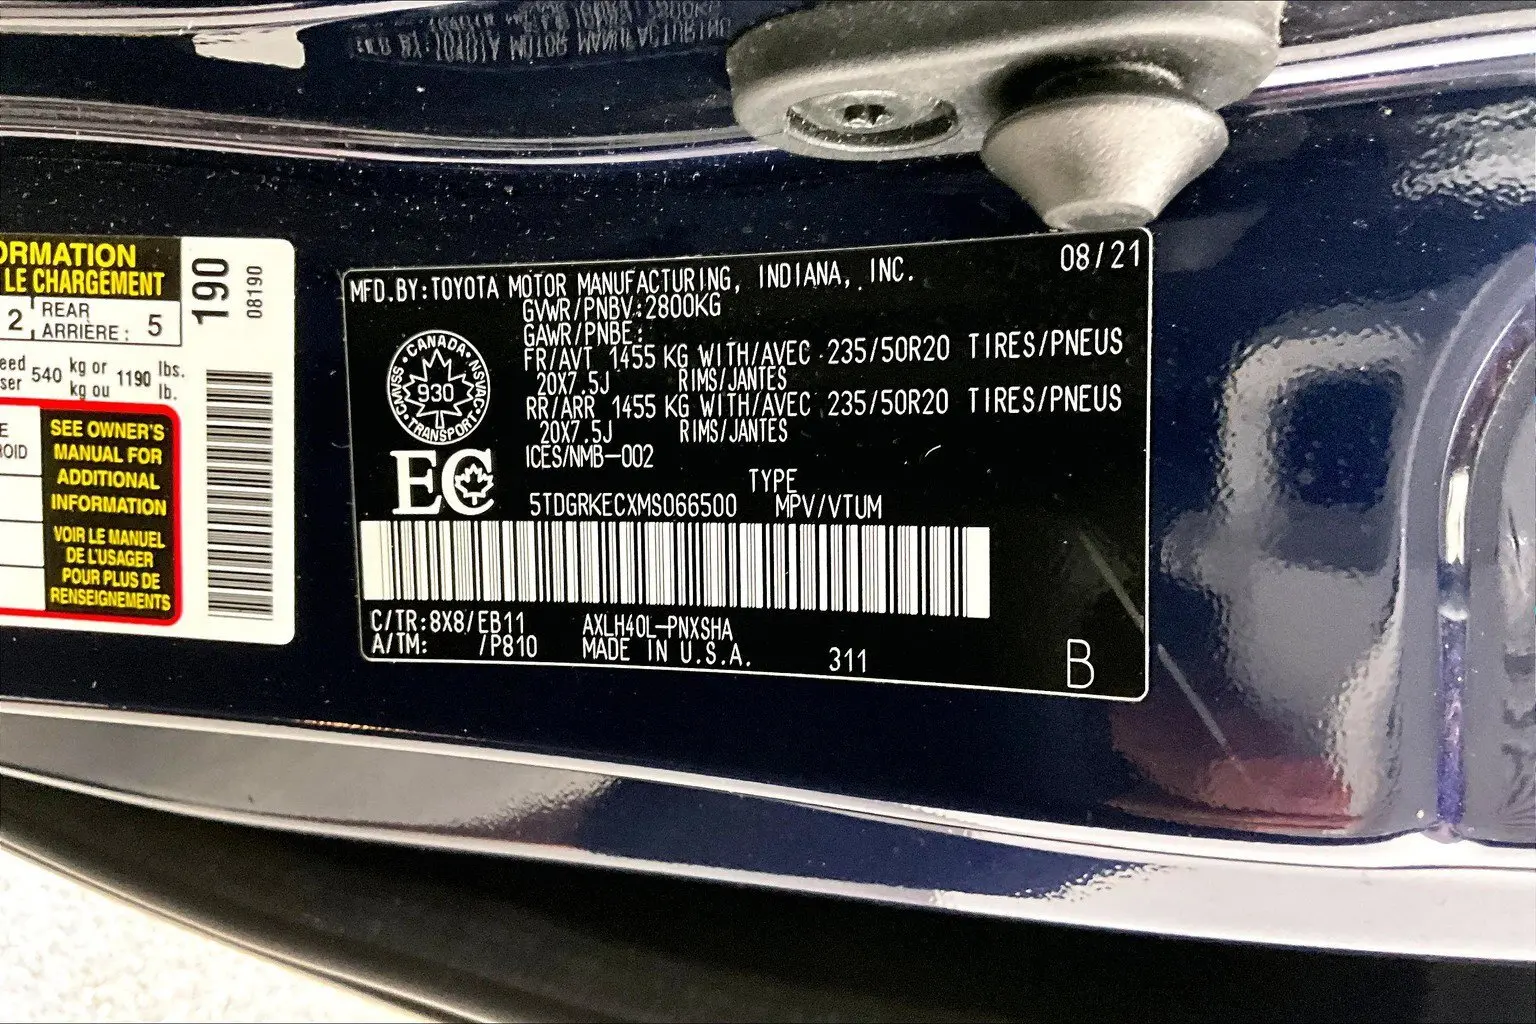 ORMATION
LE CHARGEMENT
2 REAR
ARRIÈRE : 5
190
08190
eed 540 kg or 1190 lbs.
ser kg ou lb.
E
OID
SEE OWNER'S
MANUAL FOR
ADDITIONAL
INFORMATION
VOIR LE MANUEL
DE L'USAGER
POUR PLUS DE
RENSEIGNEMENTS
08/21
MFD.BY:TOYOTA MOTOR MANUFACTURING, INDIANA, INC.
GVWR/PNBV:2800KG
GAWR/PNBE:
FR/AVT 1455 KG WITH/AVEC 235/50R20 TIRES/PNEUS
20X7.5J RIMS/JANTES
RR/ARR 1455 KG WITH/AVEC 235/50R20 TIRES/PNEUS
20X7.5J RIMS/JANTES
ICES/NMB-002
CANADA
930
TRANSPORT
NSVAC
CMVSS
EC
TYPE
5TDGRKECXMS066500 MPV/VTUM
C/TR:8X8/EB11 AXLH40L-PNXSHA
A/TM: /P810 MADE IN U.S.A. 311
B